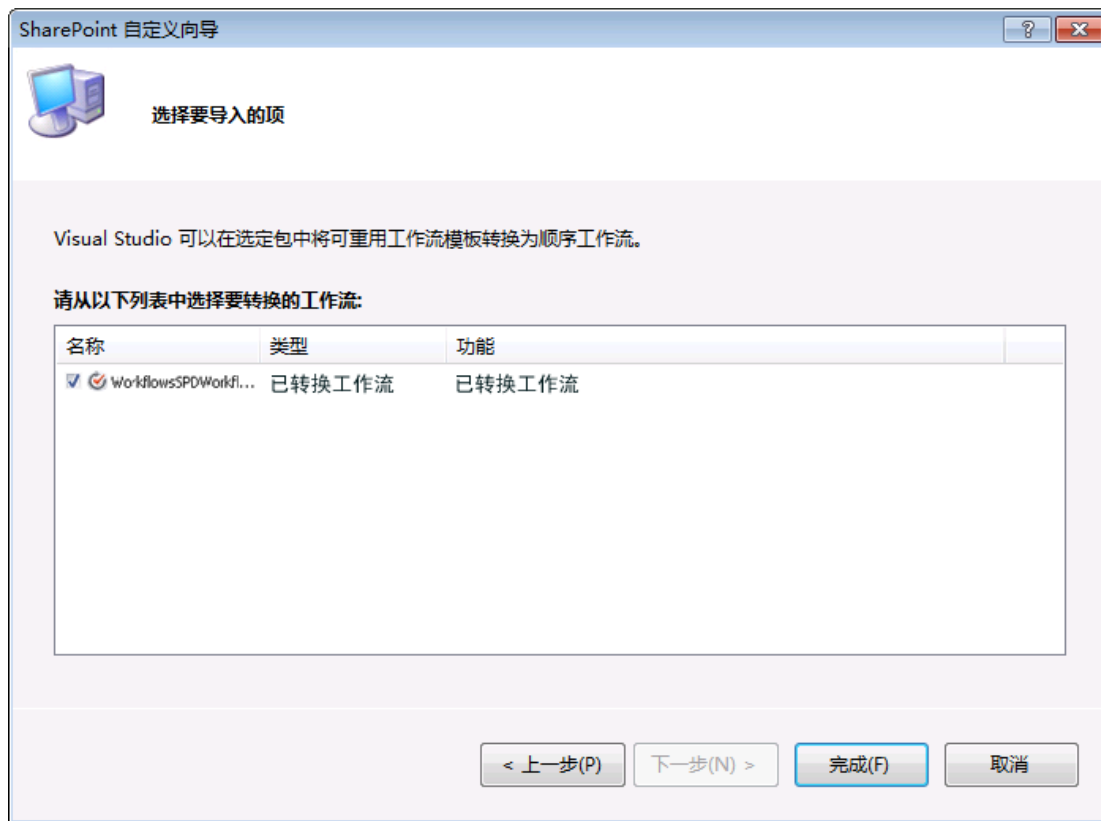 SharePoint 自定义向导
选择要导入的项
Visual Studio 可以在选定包中将可重用工作流模板转换为顺序工作流。
请从以下列表中选择要转换的工作流:
名称 类型 功能
WorkflowsSPDWorkfl... 已转换工作流 已转换工作流
< 上一步(P) 下一步(N) > 完成(F) 取消